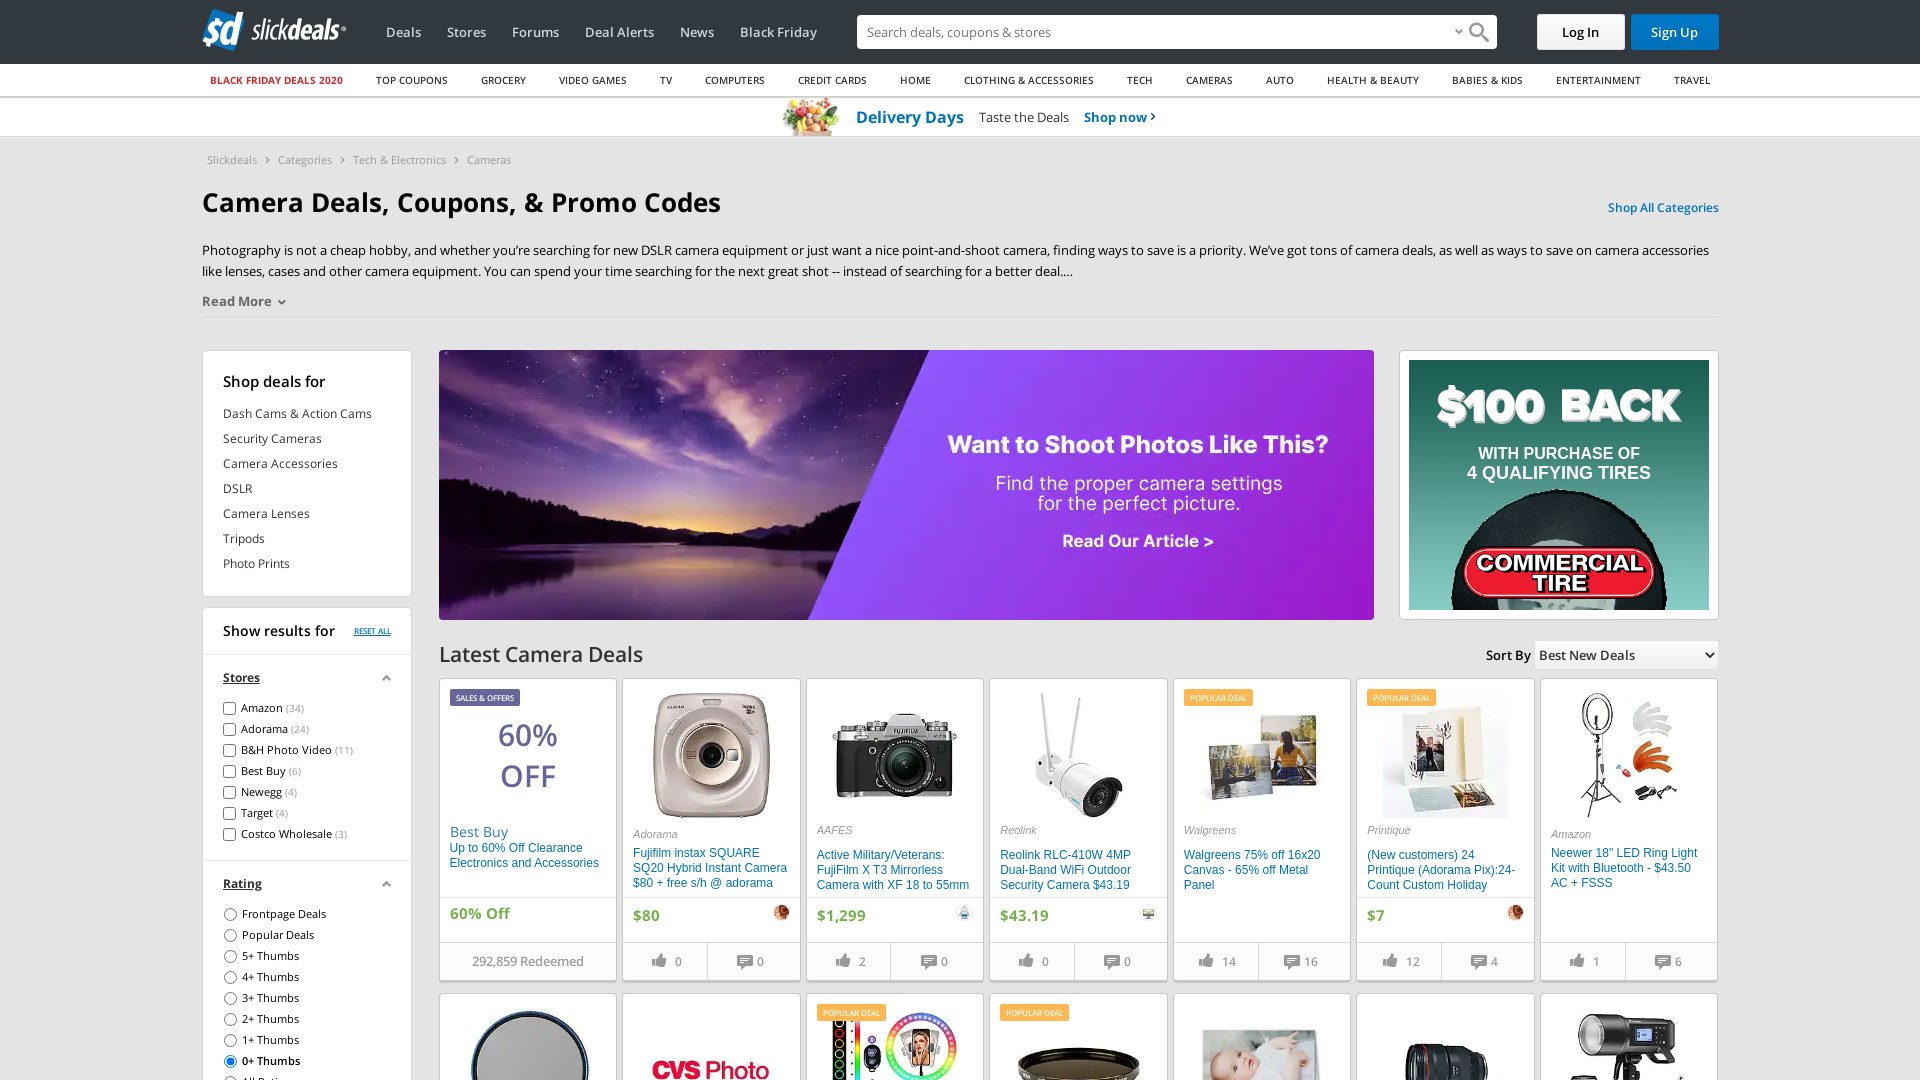 slickdeals
Deals
Stores
Forums
Deal Alerts
News
Black Friday
Search deals, coupons & stores
Log In
Sign Up
BLACK FRIDAY DEALS 2020
TOP COUPONS
GROCERY
VIDEO GAMES
TV
COMPUTERS
CREDIT CARDS
HOME
CLOTHING & ACCESSORIES
TECH
CAMERAS
AUTO
HEALTH & BEAUTY
BABIES & KIDS
ENTERTAINMENT
TRAVEL
Delivery Days Taste the Deals Shop now
Slickdeals > Categories > Tech & Electronics > Cameras
Camera Deals, Coupons, & Promo Codes
Shop All Categories
Photography is not a cheap hobby, and whether you’re searching for new DSLR camera equipment or just want a nice point-and-shoot camera, finding ways to save is a priority. We’ve got tons of camera deals, as well as ways to save on camera accessories
like lenses, cases and other camera equipment. You can spend your time searching for the next great shot -- instead of searching for a better deal....
Read More
Shop deals for
Dash Cams & Action Cams
Security Cameras
Camera Accessories
DSLR
Camera Lenses
Tripods
Photo Prints
Want to Shoot Photos Like This?
Find the proper camera settings
for the perfect picture.
Read Our Article >
$100 BACK
WITH PURCHASE OF
4 QUALIFYING TIRES
COMMERCIAL
TIRE
Show results for
RESET ALL
Stores
Amazon (34)
Adorama (24)
B&H Photo Video (11)
Best Buy (6)
Newegg (4)
Target (4)
Costco Wholesale (3)
Rating
Frontpage Deals
Popular Deals
5+ Thumbs
4+ Thumbs
3+ Thumbs
2+ Thumbs
1+ Thumbs
0+ Thumbs
Latest Camera Deals
Sort By Best New Deals
SALES & OFFERS
60%
OFF
Best Buy
Up to 60% Off Clearance
Electronics and Accessories
60% Off
292,859 Redeemed
Adorama
Fujifilm instax SQUARE
SQ20 Hybrid Instant Camera
$80 + free s/h @ adorama
$80
0
0
FUJIFILM
AAFES
Active Military/Veterans:
FujiFilm X T3 Mirrorless
Camera with XF 18 to 55mm
$1,299
2
0
Reolink
Reolink RLC-410W 4MP
Dual-Band WiFi Outdoor
Security Camera $43.19
$43.19
0
0
POPULAR DEAL
Walgreens
Walgreens 75% off 16x20
Canvas - 65% off Metal
Panel
14
16
POPULAR DEAL
Printique
(New customers) 24
Printique (Adorama Pix):24-
Count Custom Holiday
$7
12
4
Amazon
Neewer 18" LED Ring Light
Kit with Bluetooth - $43.50
AC + FSSS
1
6
CVS Photo
POPULAR DEAL
POPULAR DEAL